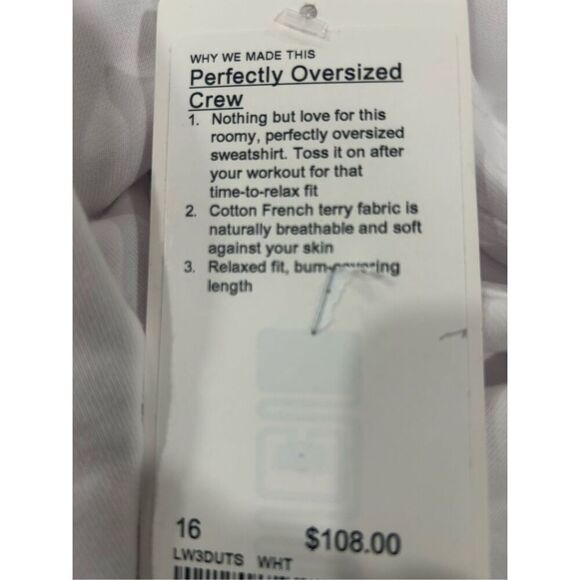 WHY WE MADE THIS
Perfectly Oversized
Crew
1. Nothing but love for this
roomy, perfectly oversized
sweatshirt. Toss it on after
your workout for that
time-to-relax fit
2. Cotton French terry fabric is
naturally breathable and soft
against your skin
3. Relaxed fit, bum-covering
length
16
$108.00
LW3DUTS WHT